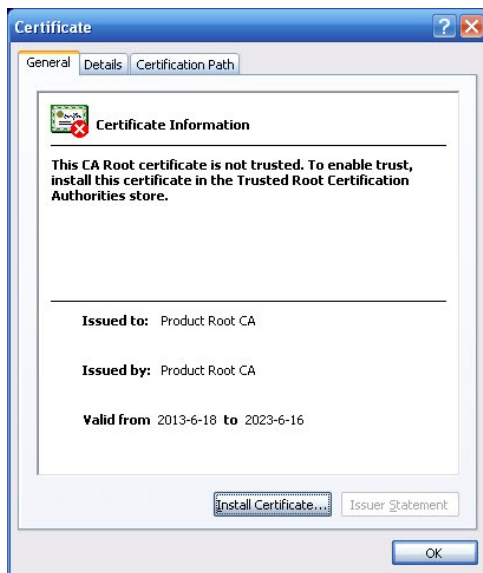 Certificate
General Details Certification Path
Certificate Information
This CA Root certificate is not trusted. To enable trust,
install this certificate in the Trusted Root Certification
Authorities store.
Issued to: Product Root CA
Issued by: Product Root CA
Valid from 2013-6-18 to 2023-6-16
Install Certificate... Issuer Statement
OK